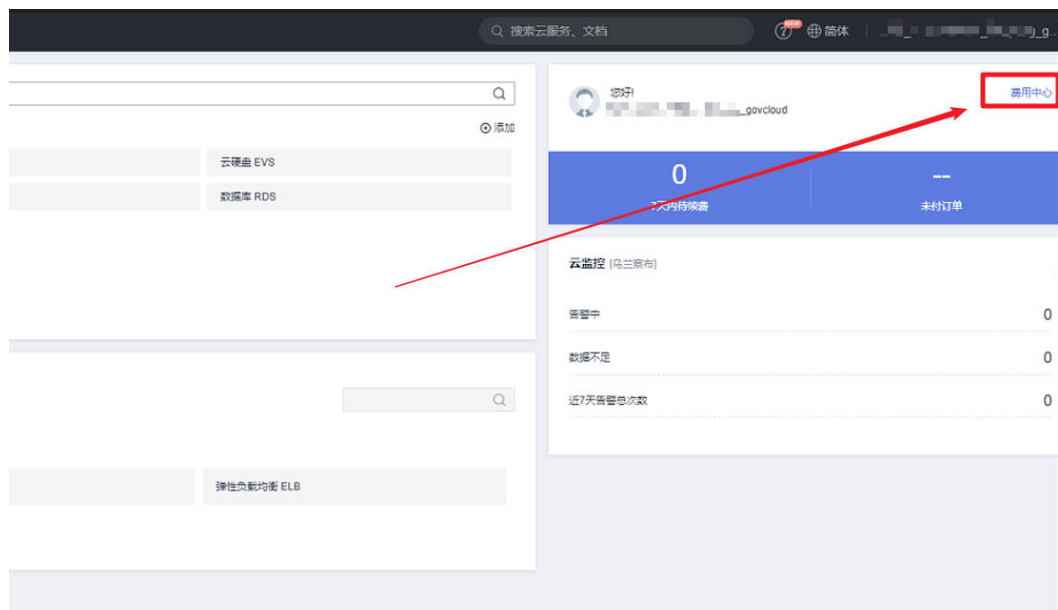 搜索云服务、文档
NEW
简体
添加
云硬盘 EVS
数据库 RDS
弹性负载均衡 ELB
您好!
_govcloud
费用中心
0
--
7天内待续费
未付订单
云监控 [乌兰察布]
告警中 0
数据不足 0
近7天告警总次数 0